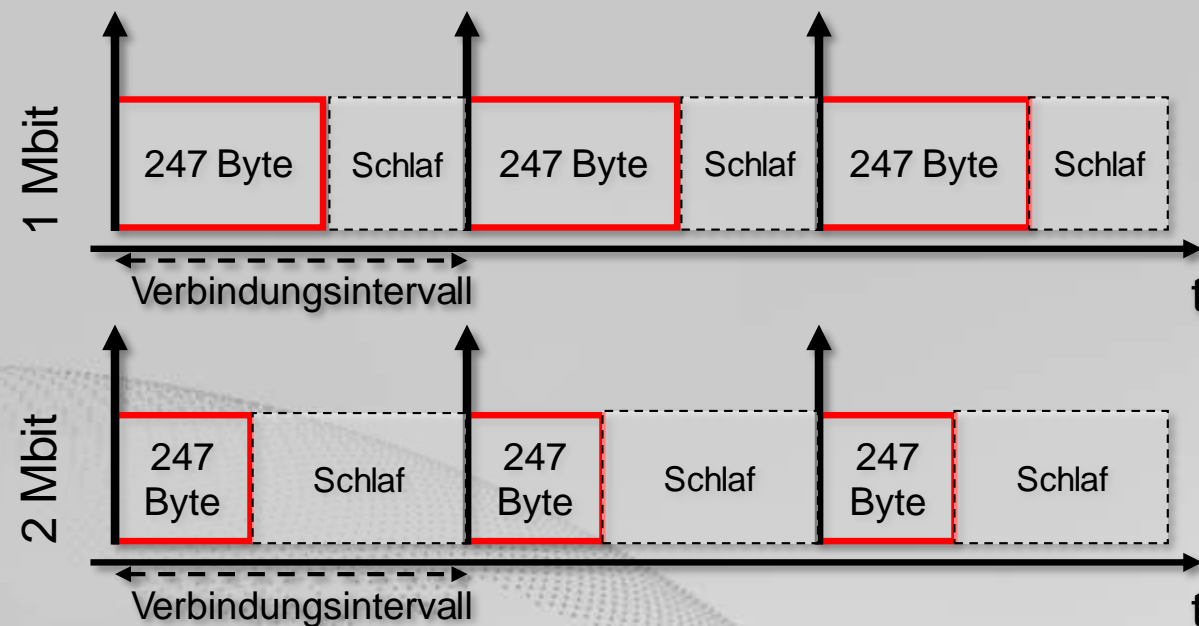 1 Mbit
247 Byte
Schlaf
247 Byte
Schlaf
247 Byte
Schlaf
Verbindungsintervall
t
2 Mbit
247
Byte
Schlaf
247
Byte
Schlaf
247
Byte
Schlaf
Verbindungsintervall
t